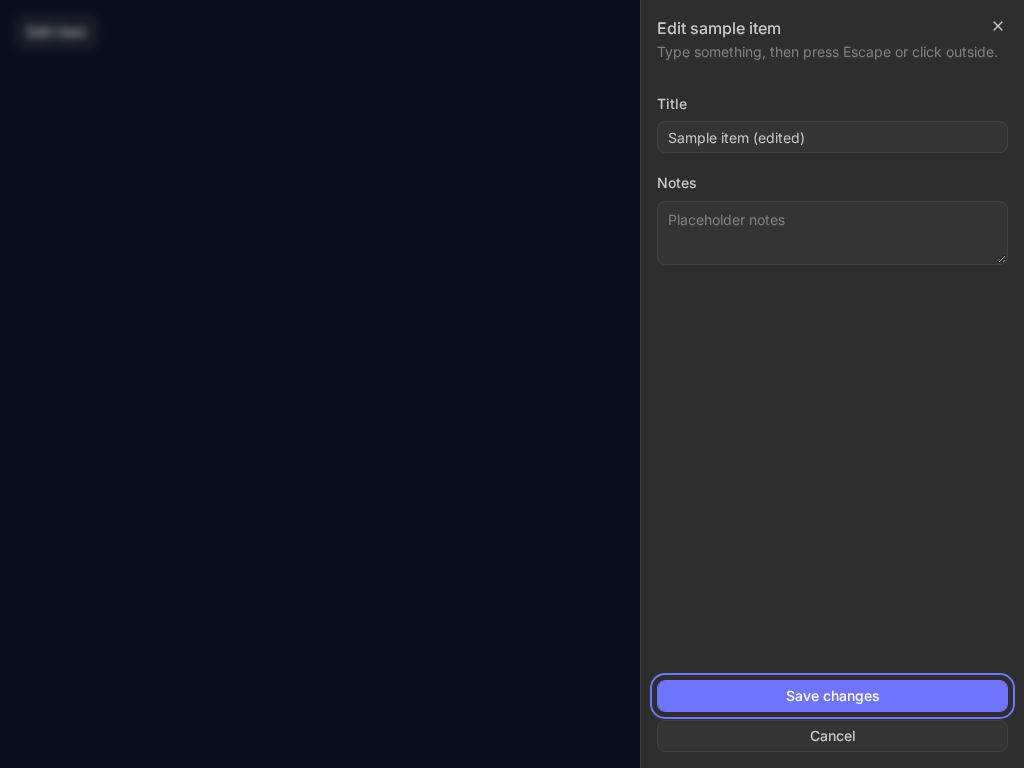 Edit sample item
Type something, then press Escape or click outside.
Title
Sample item (edited)
Notes
Placeholder notes
Save changes
Cancel